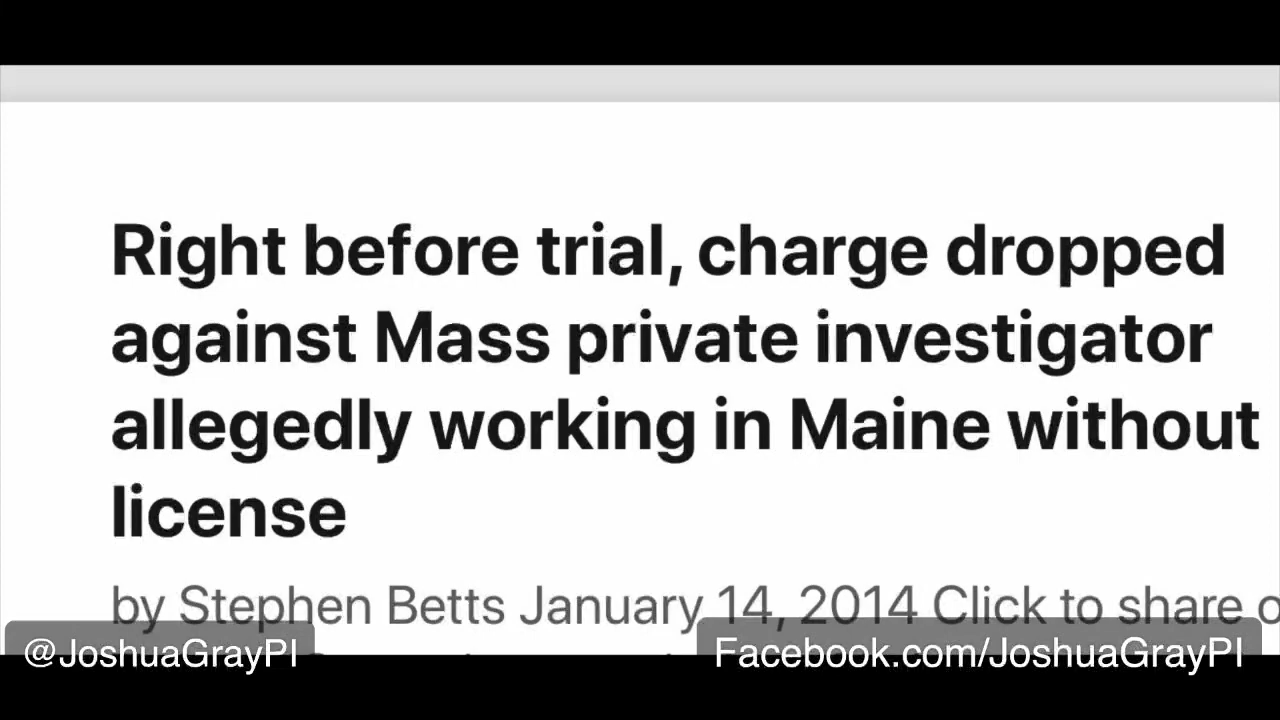 Right before trial, charge dropped
against Mass private investigator
allegedly working in Maine without
license
by Stephen Betts January 14, 2014 Click to share o
@JoshuaGrayPI
Facebook.com/JoshuaGrayPI